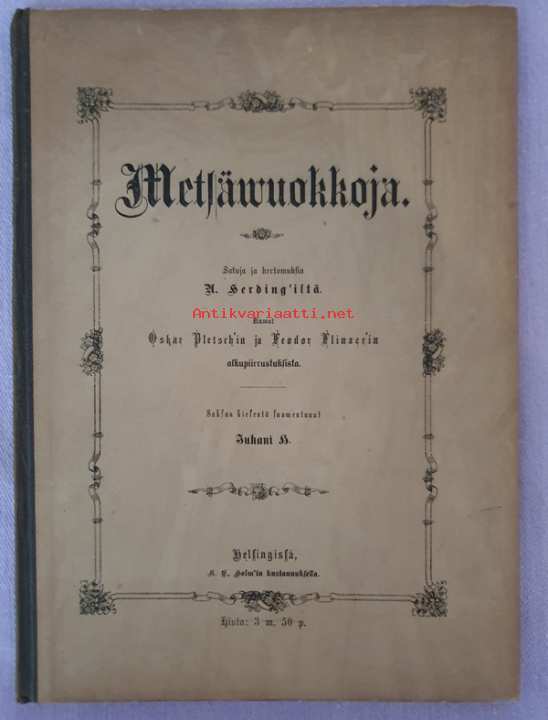 Metsäwuokkoja.
Satuja ja kertomuksia
A. Herding'iltä.
Antikvariaatti.net
Kuwat
Oskar Pletsch'in ja Feodor Flinzer'in
alkupiirrustuksista.
Saksan kielestä suomentanut
Juhani H.
Helsingissä,
Holm'in kustannuksella.
Hinta: 3 m. 50 p.